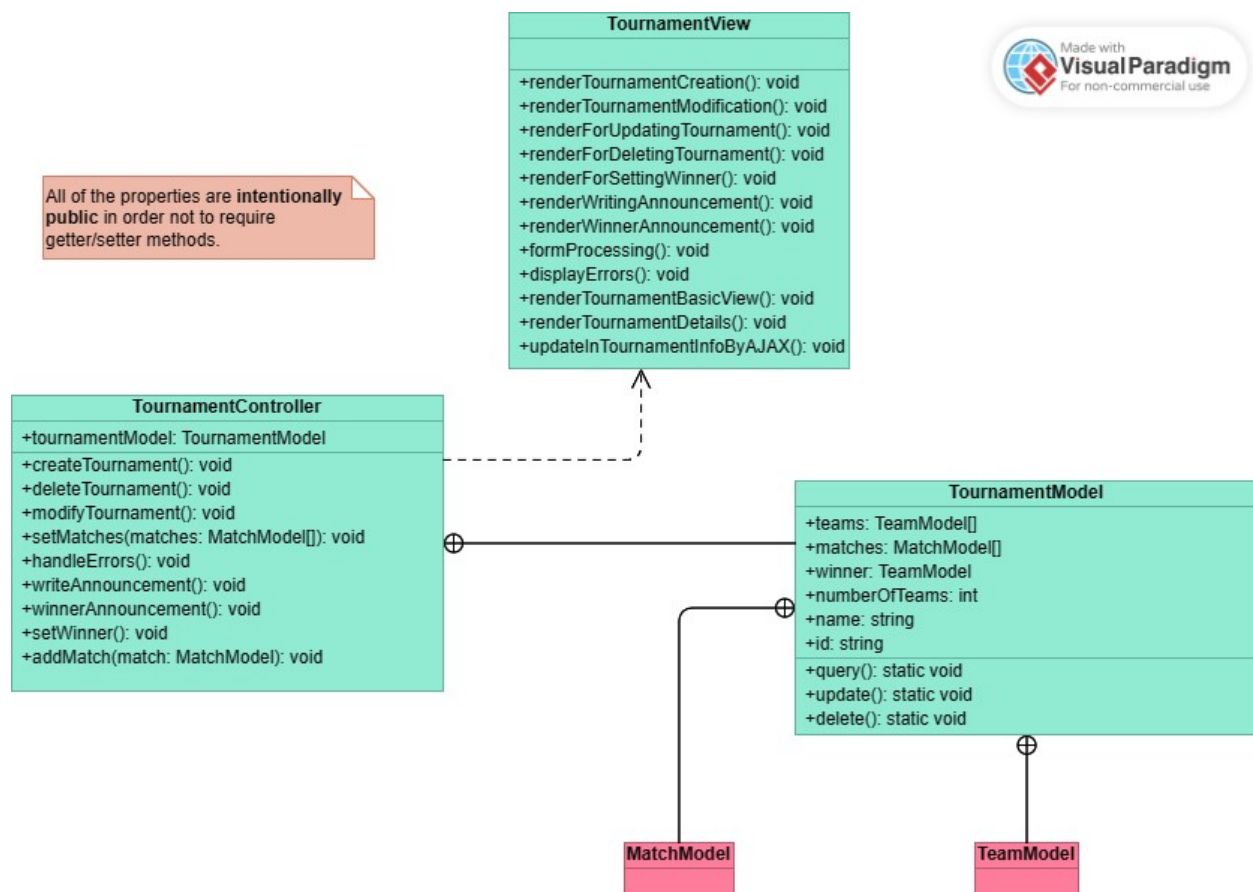 TournamentView
+renderTournamentCreation(): void
+renderTournamentModification(): void
+renderForUpdatingTournament(): void
+renderForDeletingTournament(): void
+renderForSettingWinner(): void
+renderWritingAnnouncement(): void
+renderWinnerAnnouncement(): void
+formProcessing(): void
+displayErrors(): void
+renderTournamentBasicView(): void
+renderTournamentDetails(): void
+updateInTournamentInfoByAJAX(): void
Made with
Visual Paradigm
For non-commercial use
All of the properties are intentionally
public in order not to require
getter/setter methods.
TournamentController
+tournamentModel: TournamentModel
+createTournament(): void
+deleteTournament(): void
+modifyTournament(): void
+setMatches(matches: MatchModel[]): void
+handleErrors(): void
+writeAnnouncement(): void
+winnerAnnouncement(): void
+setWinner(): void
+addMatch(match: MatchModel): void
TournamentModel
+teams: TeamModel[]
+matches: MatchModel[]
+winner: TeamModel
+numberOfTeams: int
+name: string
+id: string
+query(): static void
+update(): static void
+delete(): static void
MatchModel
TeamModel